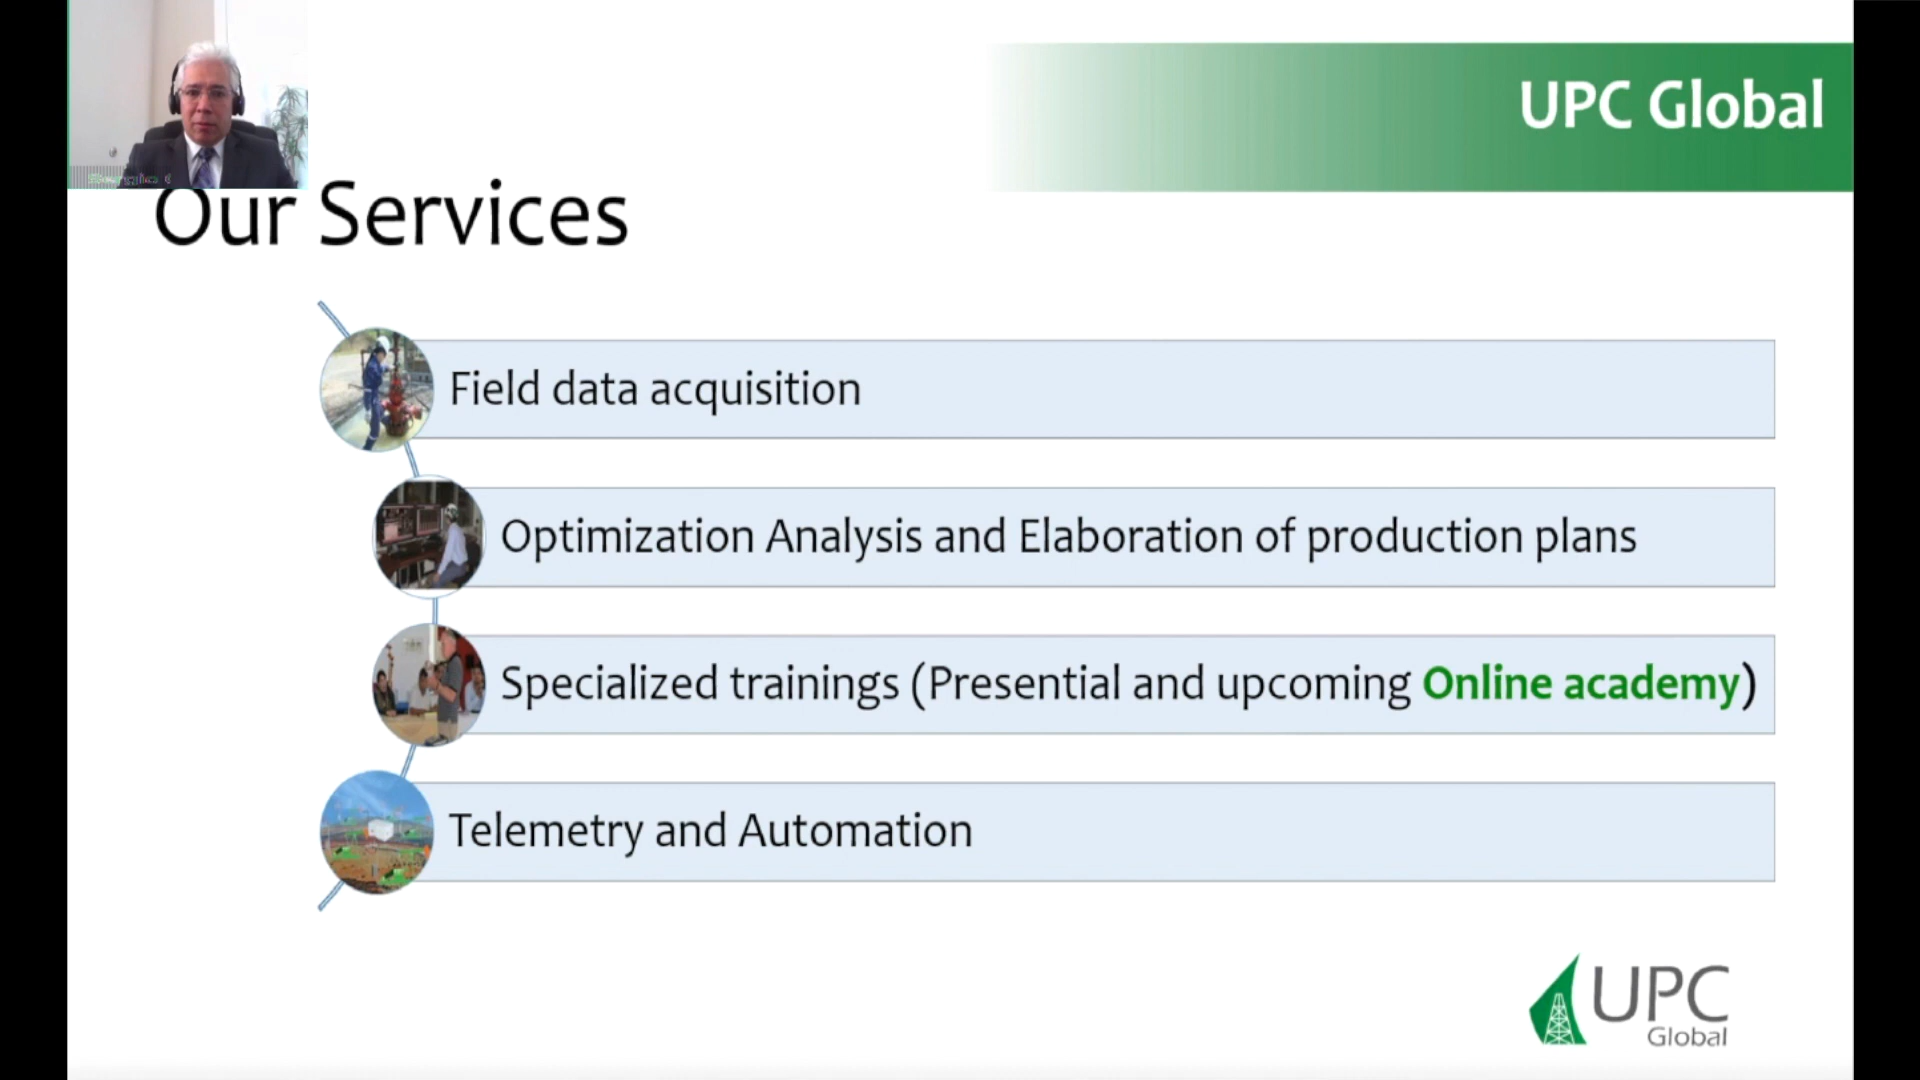 UPC Global
Our Services
Field data acquisition
Optimization Analysis and Elaboration of production plans
Specialized trainings (Presential and upcoming Online academy)
Telemetry and Automation
UPC
Global